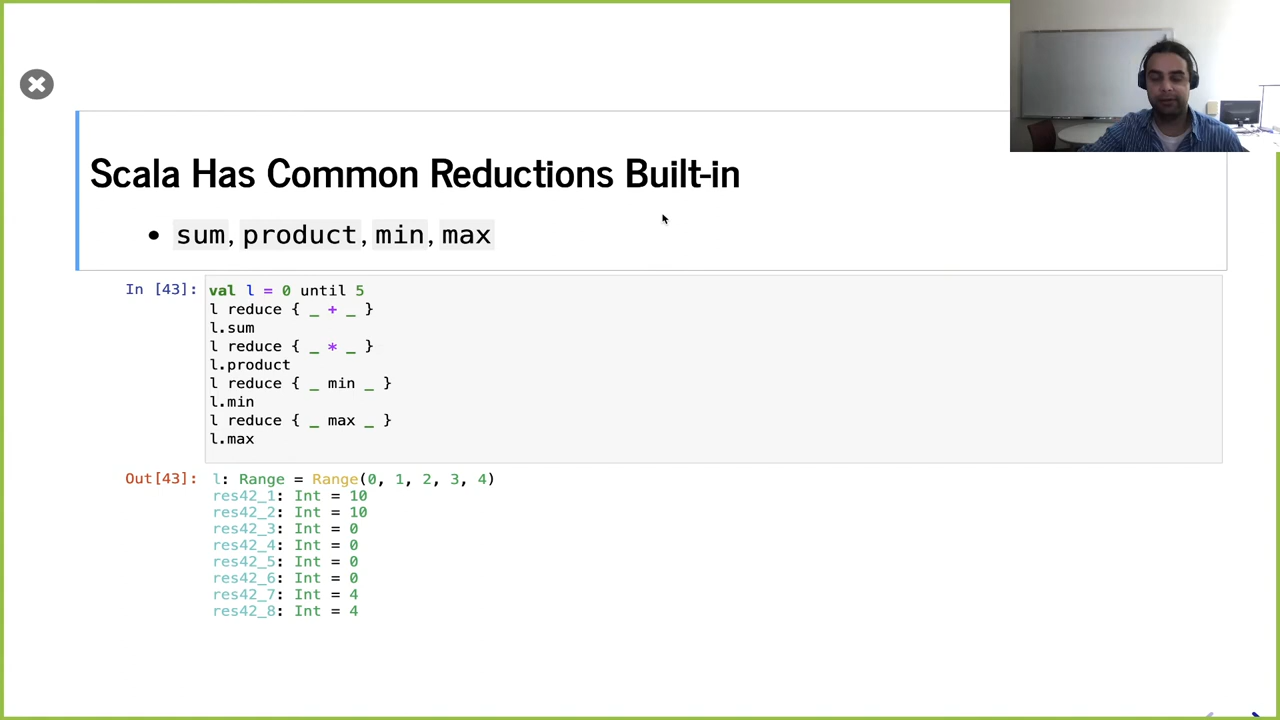 Scala Has Common Reductions Built-in
• sum, product, min, max
In [43]:
val l = 0 until 5
l reduce { _ + _ }
l.sum
l reduce { _ * _ }
l.product
l reduce { _ min _ }
l.min
l reduce { _ max _ }
l.max
Out[43]:
l: Range = Range(0, 1, 2, 3, 4)
res42_1: Int = 10
res42_2: Int = 10
res42_3: Int = 0
res42_4: Int = 0
res42_5: Int = 0
res42_6: Int = 0
res42_7: Int = 4
res42_8: Int = 4